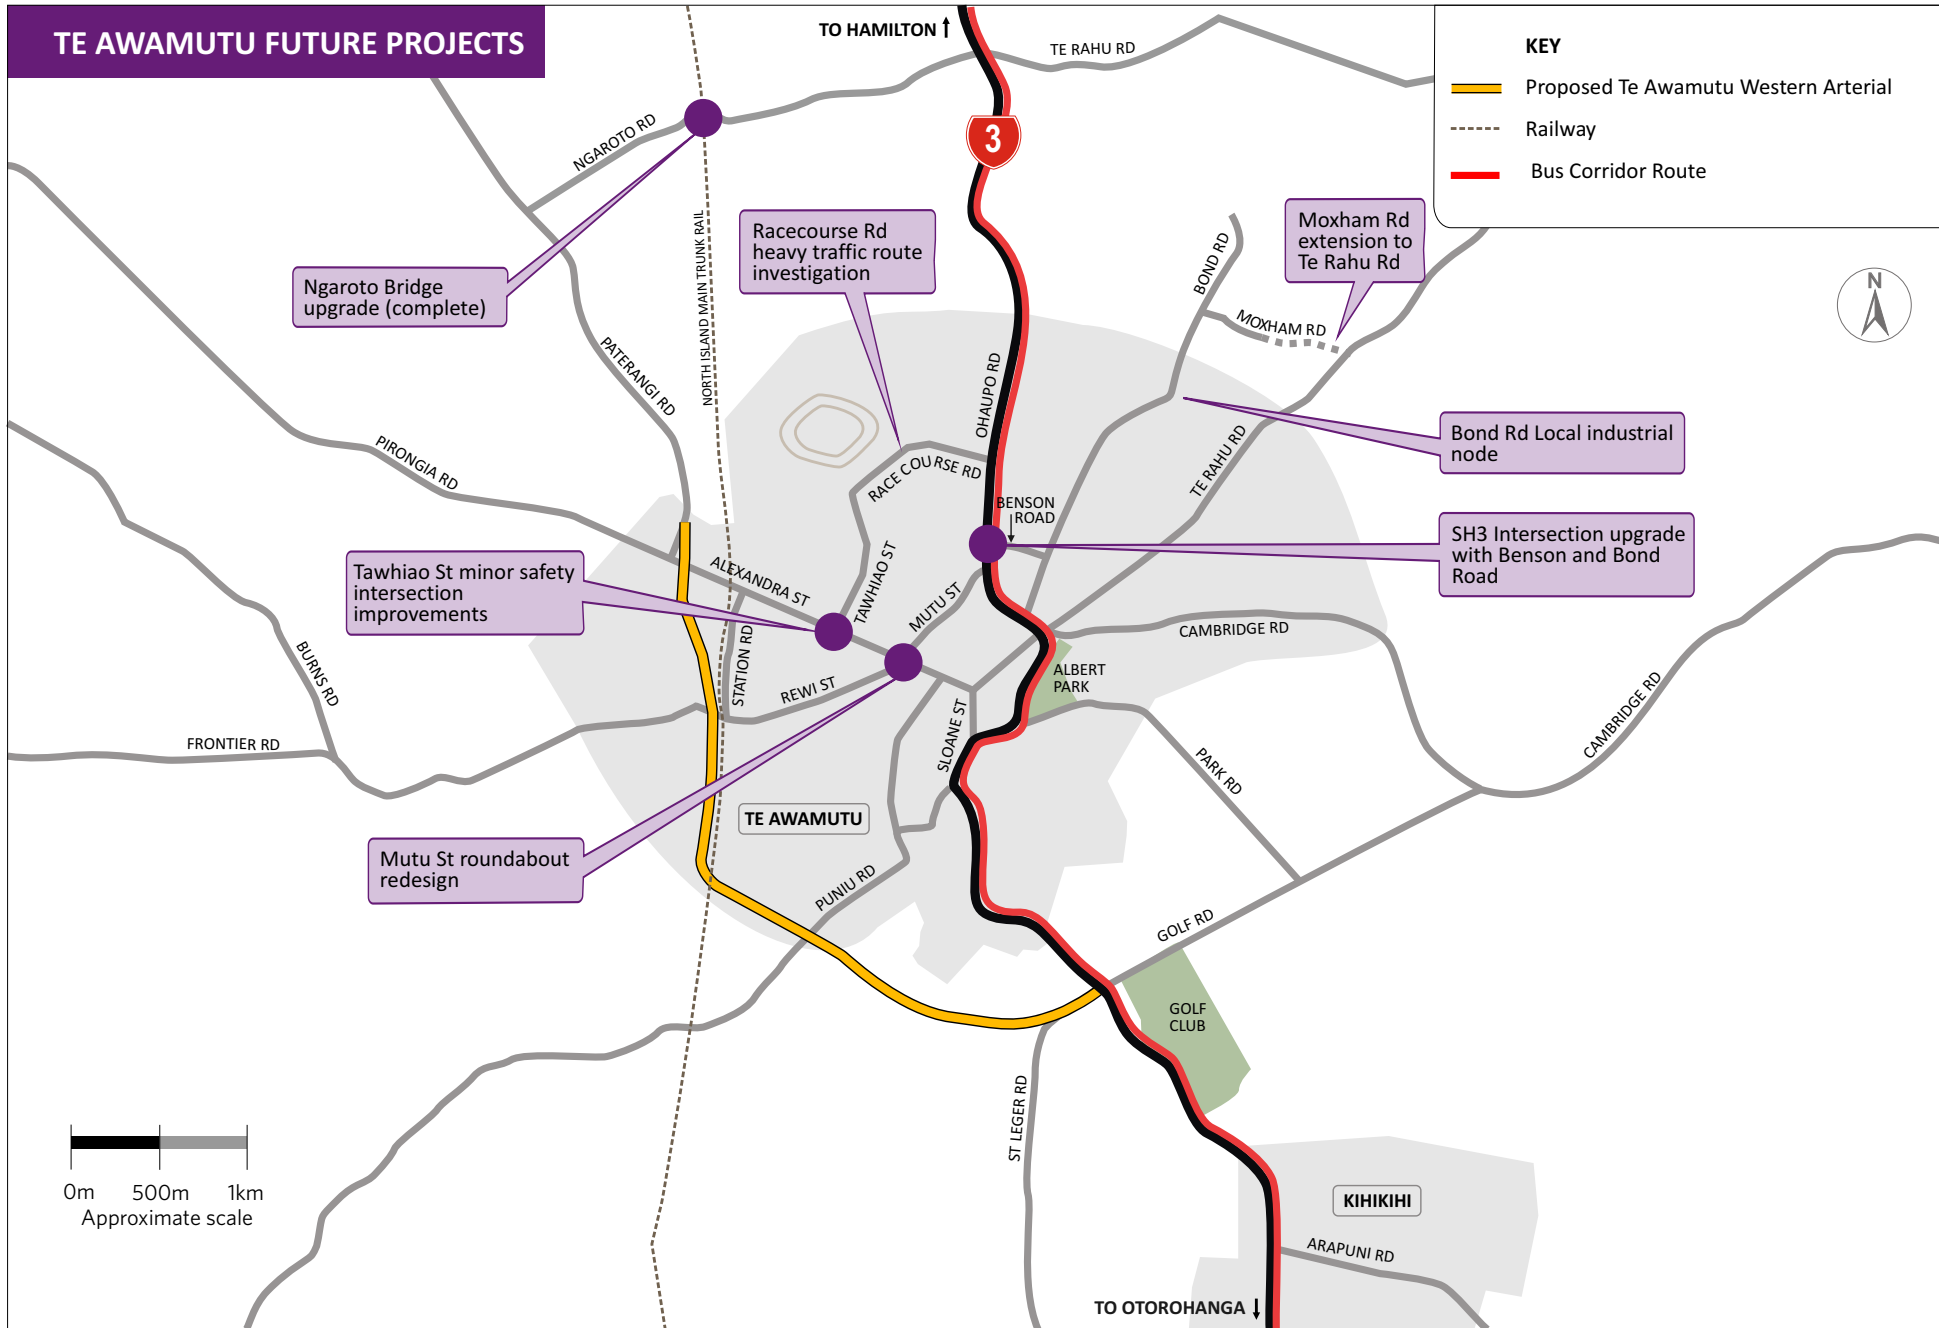 TE AWAMUTU FUTURE PROJECTS
TO HAMILTON
TE RAHU RD
KEY
Proposed Te Awamutu Western Arterial
Railway
Bus Corridor Route
3
NGAROTO RD
NORTH ISLAND MAIN TRUNK RAIL
Racecourse Rd
heavy traffic route
investigation
Moxham Rd
extension to
Te Rahu Rd
BOND RD
N
Ngaroto Bridge
upgrade (complete)
MOXHAM RD
PATERANGI RD
OHAUPO RD
PIRONGIA RD
RACE COURSE RD
TE RAHU RD
Bond Rd Local industrial
node
BENSON
ROAD
SH3 Intersection upgrade
with Benson and Bond
Road
Tawhiao St minor safety
intersection
improvements
ALEXANDRA ST
TAWHIAO ST
MUTU ST
CAMBRIDGE RD
BURNS RD
STATION RD
REWI ST
ALBERT
PARK
SLOANE ST
CAMBRIDGE RD
FRONTIER RD
PARK RD
TE AWAMUTU
Mutu St roundabout
redesign
PUNIU RD
GOLF RD
GOLF
CLUB
ST LEGER RD
0m 500m 1km
Approximate scale
KIHIKIHI
ARAPUNI RD
TO OTOROHANGA